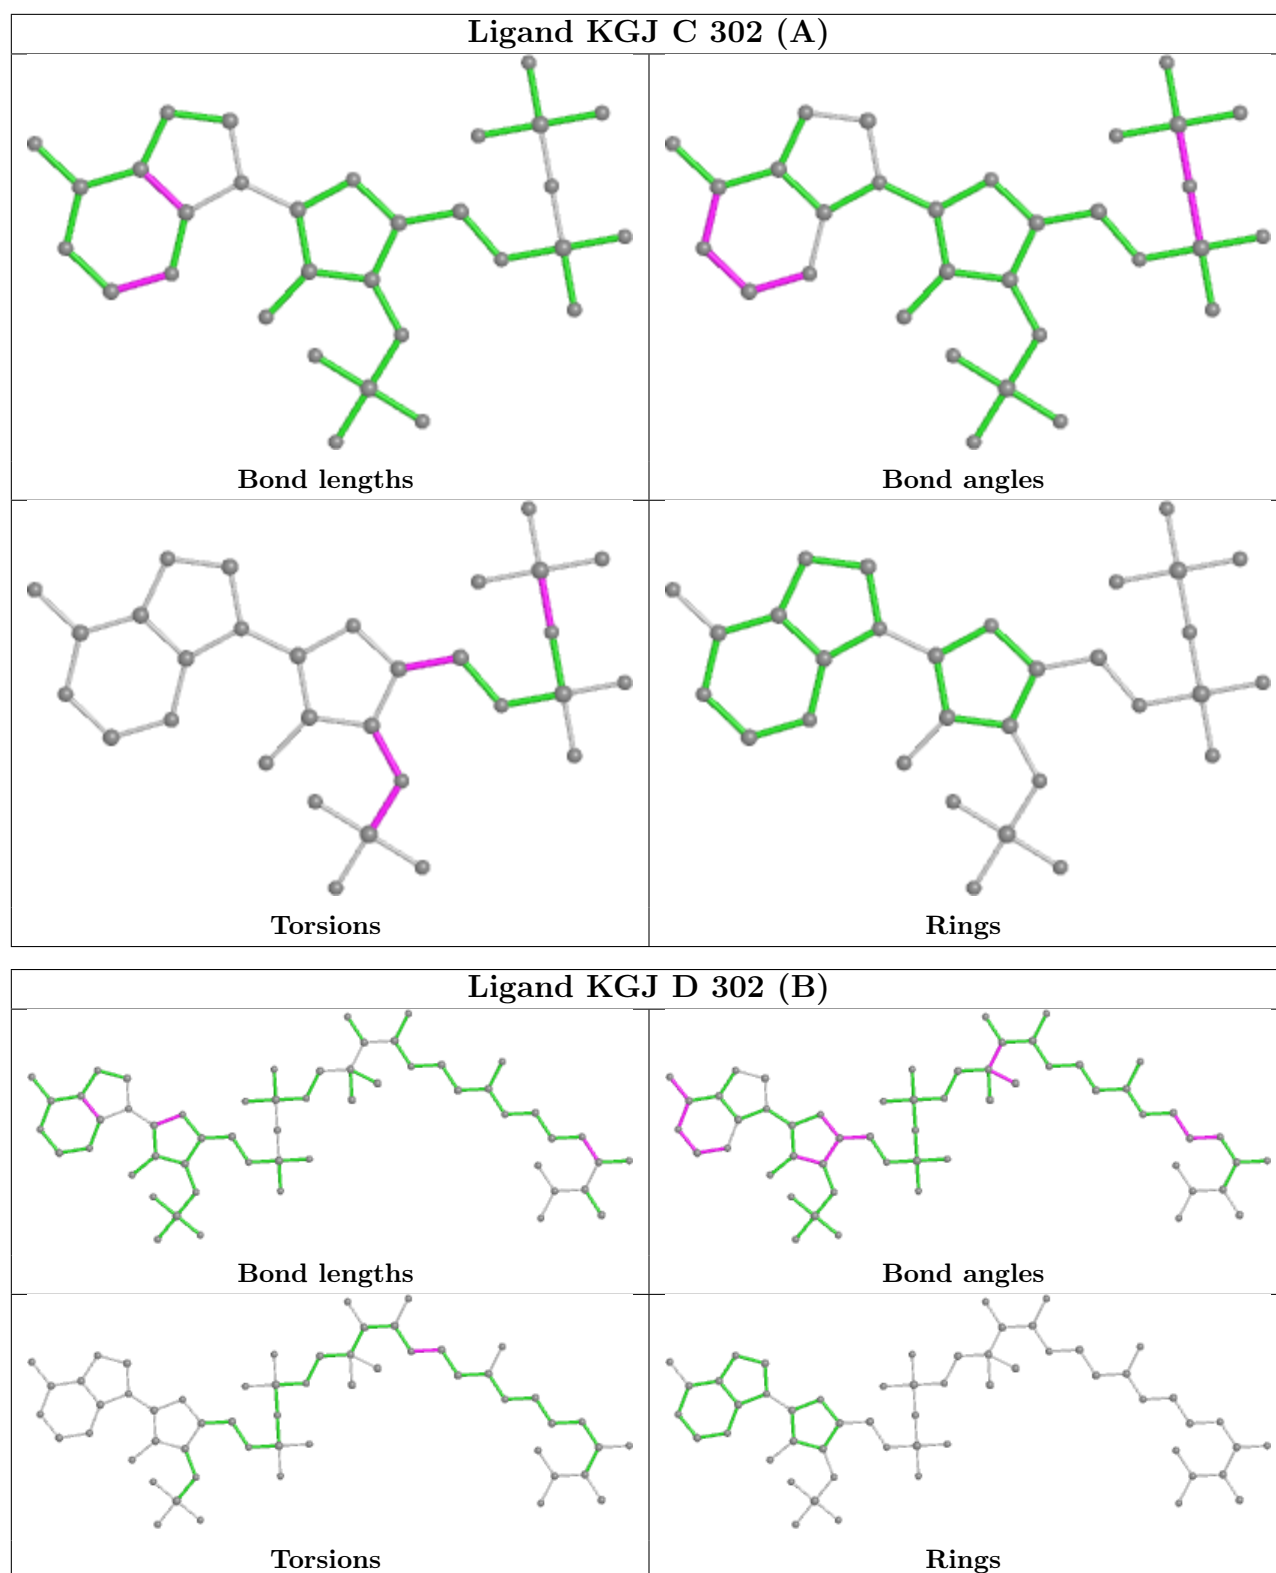 Ligand KGJ C 302 (A)
Bond lengths
Bond angles
Torsions
Rings
Ligand KGJ D 302 (B)
Bond lengths
Bond angles
Torsions
Rings